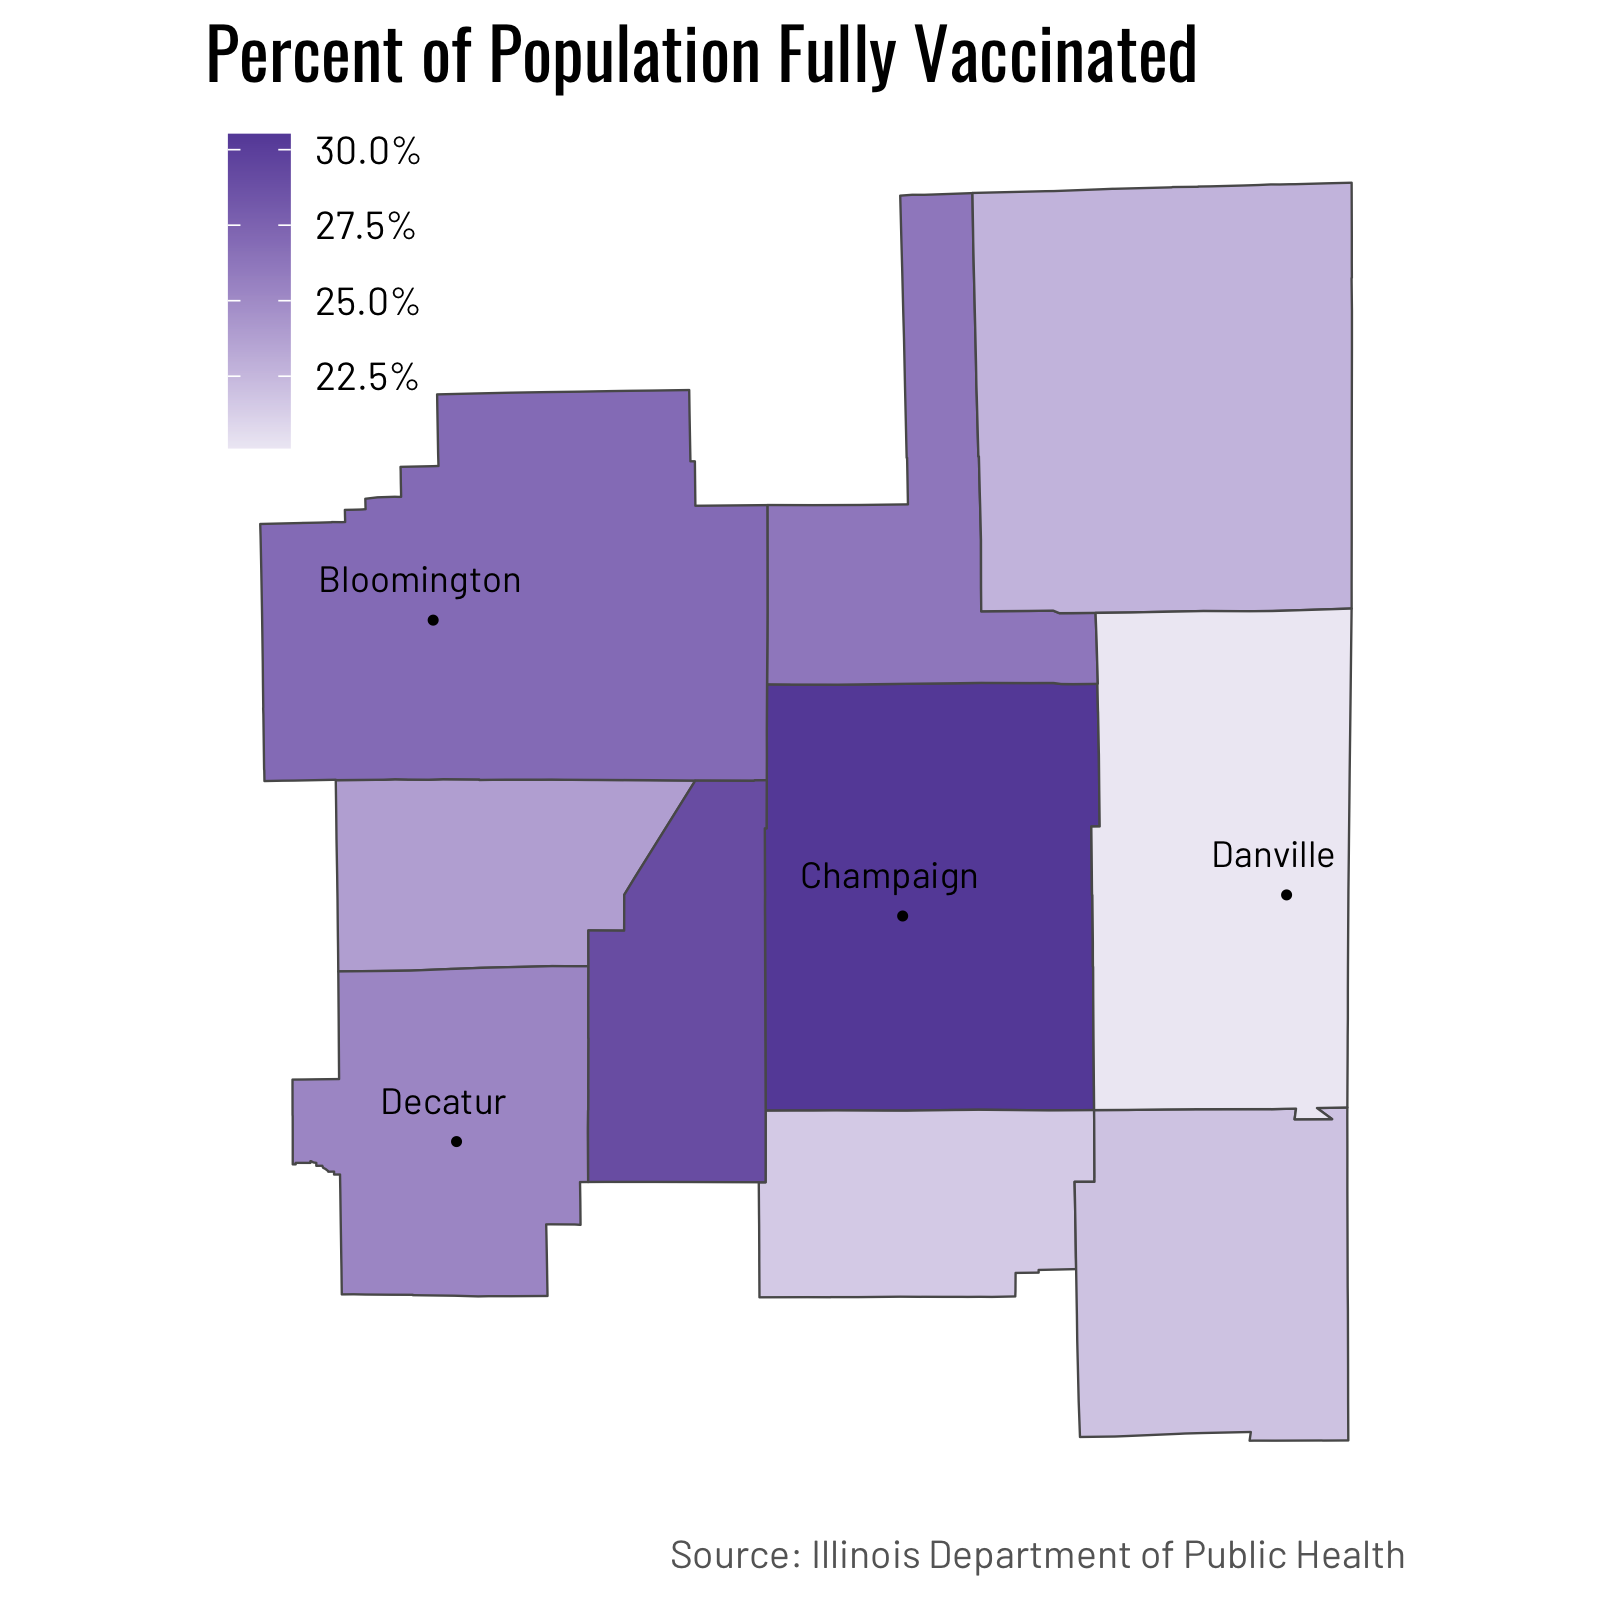 Percent of Population Fully Vaccinated
30.0%
27.5%
25.0%
22.5%
Bloomington
Champaign
Danville
Decatur
Source: Illinois Department of Public Health